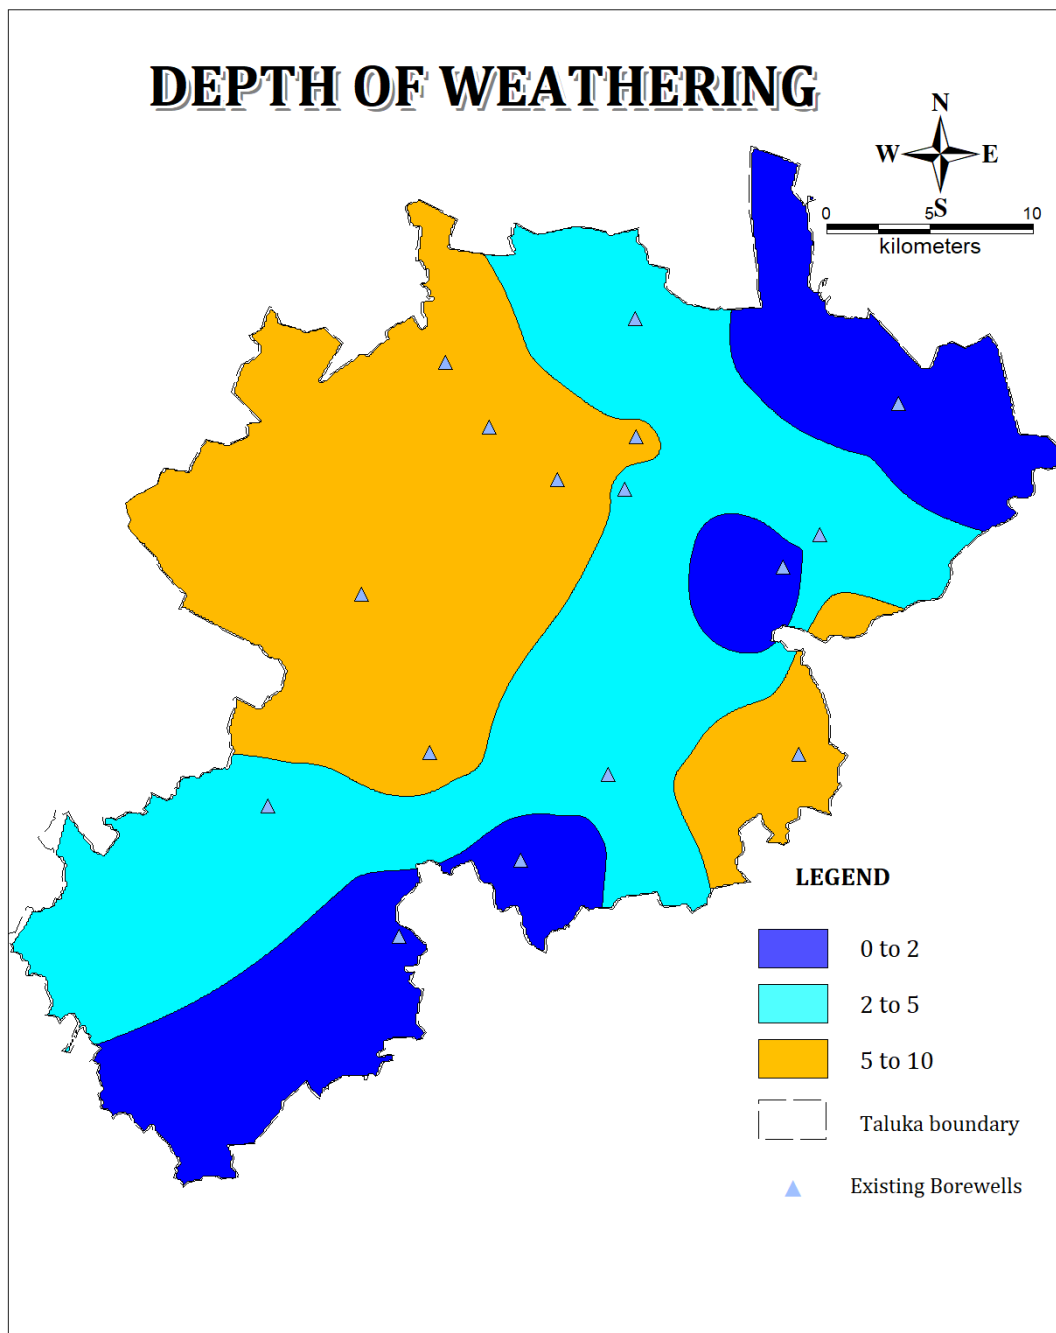 DEPTH OF WEATHERING
N
W E
S
0 5 10
kilometers
LEGEND
0 to 2
2 to 5
5 to 10
Taluka boundary
Existing Borewells